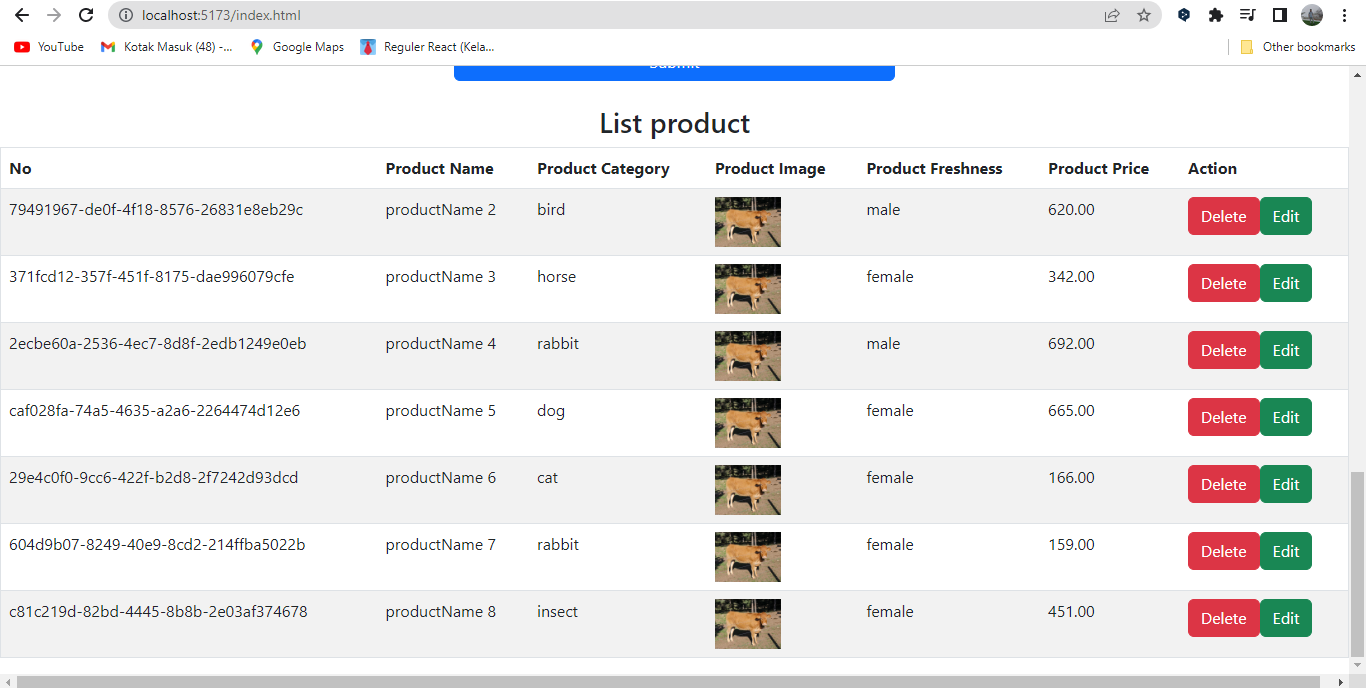 localhost:5173/index.html
YouTube Kotak Masuk (48) -... Google Maps Reguler React (Kela... Other bookmarks
Submit
List product
No Product Name Product Category Product Image Product Freshness Product Price Action
79491967-de0f-4f18-8576-26831e8eb29c productName 2 bird male 620.00 Delete Edit
371fcd12-357f-451f-8175-dae996079cfe productName 3 horse female 342.00 Delete Edit
2ecbe60a-2536-4ec7-8d8f-2edb1249e0eb productName 4 rabbit male 692.00 Delete Edit
caf028fa-74a5-4635-a2a6-2264474d12e6 productName 5 dog female 665.00 Delete Edit
29e4c0f0-9cc6-422f-b2d8-2f7242d93dcd productName 6 cat female 166.00 Delete Edit
604d9b07-8249-40e9-8cd2-214ffba5022b productName 7 rabbit female 159.00 Delete Edit
c81c219d-82bd-4445-8b8b-2e03af374678 productName 8 insect female 451.00 Delete Edit